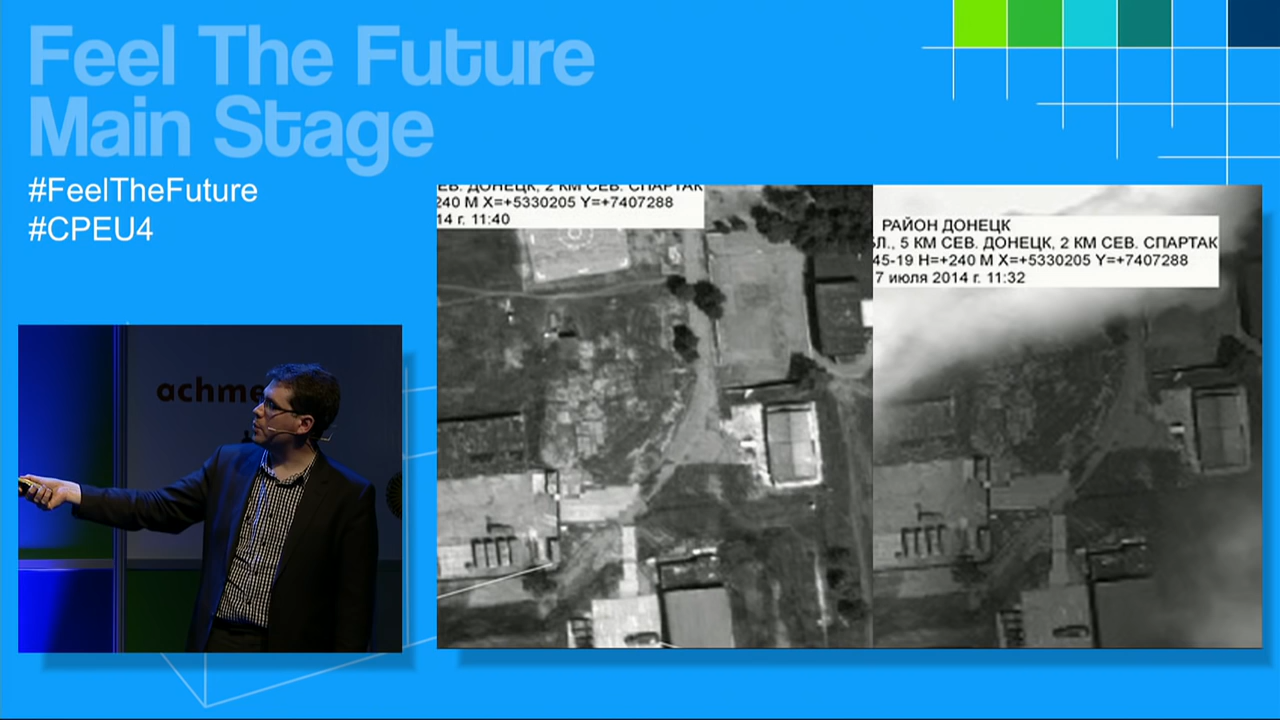 Feel The Future
Main Stage
#FeelTheFuture
#CPEU4
ЕВ. ДОНЕЦК, 2 КМ СЕВ. СПАРТАК
240 М X=+5330205 Y=+7407288
14 г. 11:40
РАЙОН ДОНЕЦК
Л., 5 КМ СЕВ. ДОНЕЦК, 2 КМ СЕВ. СПАРТАК
45-19 Н=+240 М X=+5330205 Y=+7407288
7 июля 2014 г. 11:32
achme